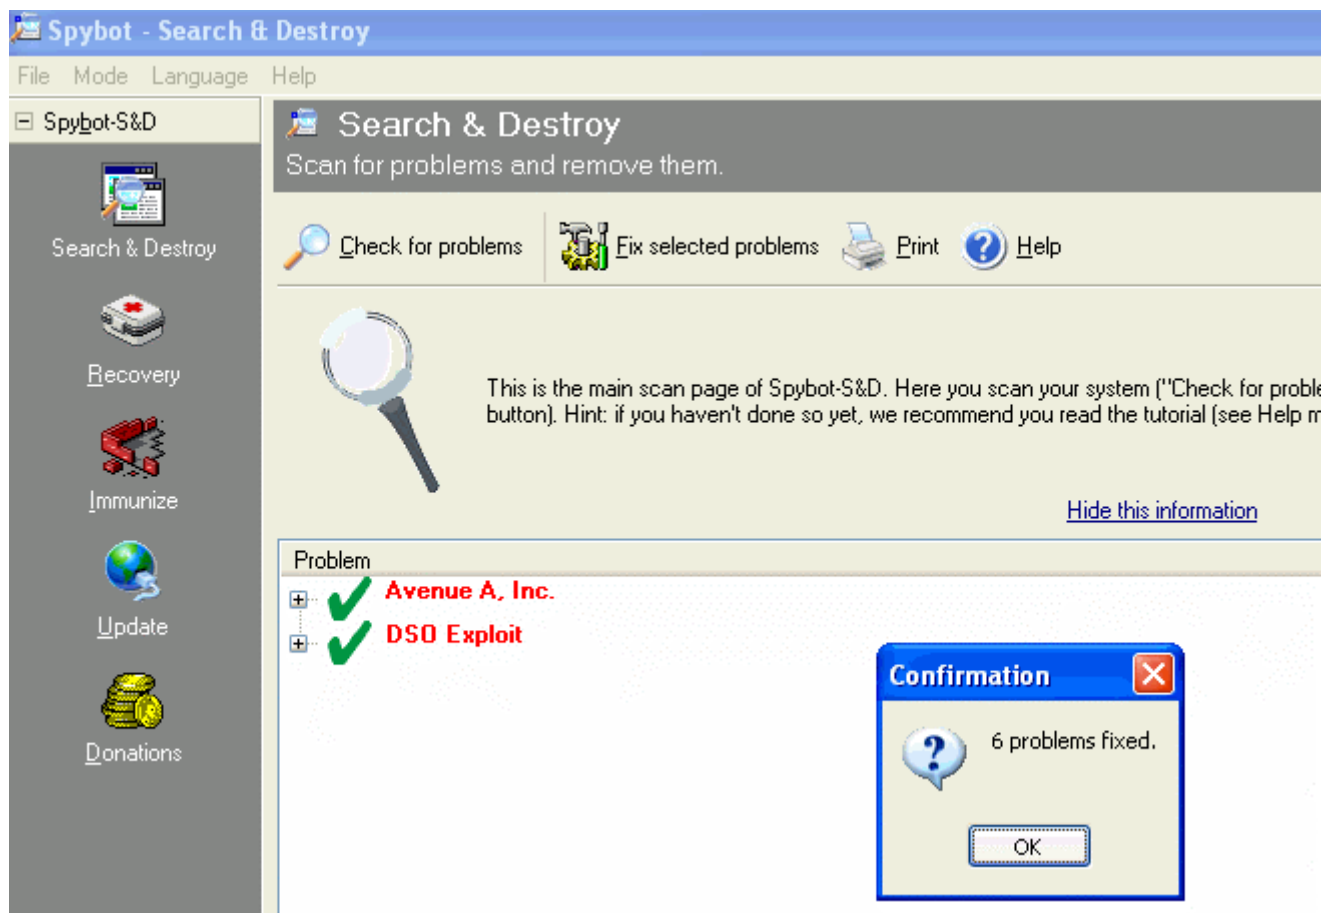 Spybot - Search & Destroy
File Mode Language Help
Spybot-S&D
Search & Destroy
Scan for problems and remove them.
Search & Destroy
Check for problems
Fix selected problems
Print
Help
Recovery
This is the main scan page of Spybot-S&D. Here you scan your system ("Check for proble
button). Hint: if you haven't done so yet, we recommend you read the tutorial (see Help m
Immunize
Hide this information
Update
Donations
Problem
Avenue A, Inc.
DSO Exploit
Confirmation
6 problems fixed.
OK